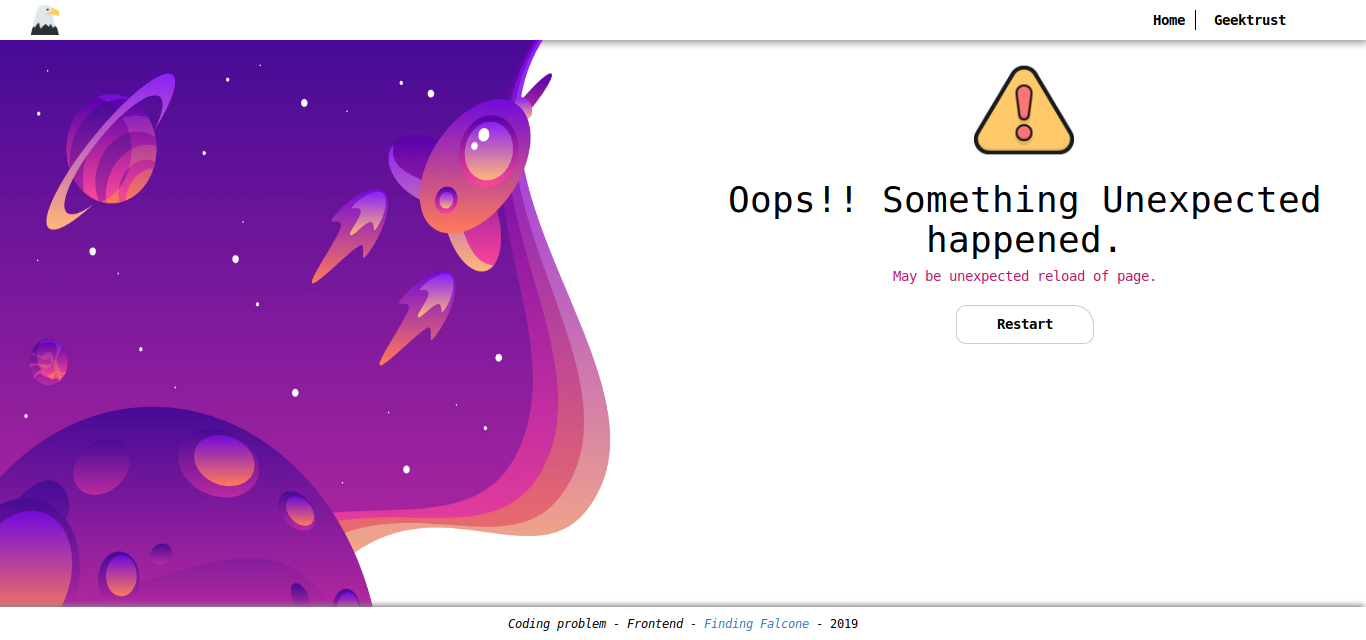 Home
Geektrust
Oops!! Something Unexpected
happened.
May be unexpected reload of page.
Restart
Coding problem - Frontend - Finding Falcone - 2019